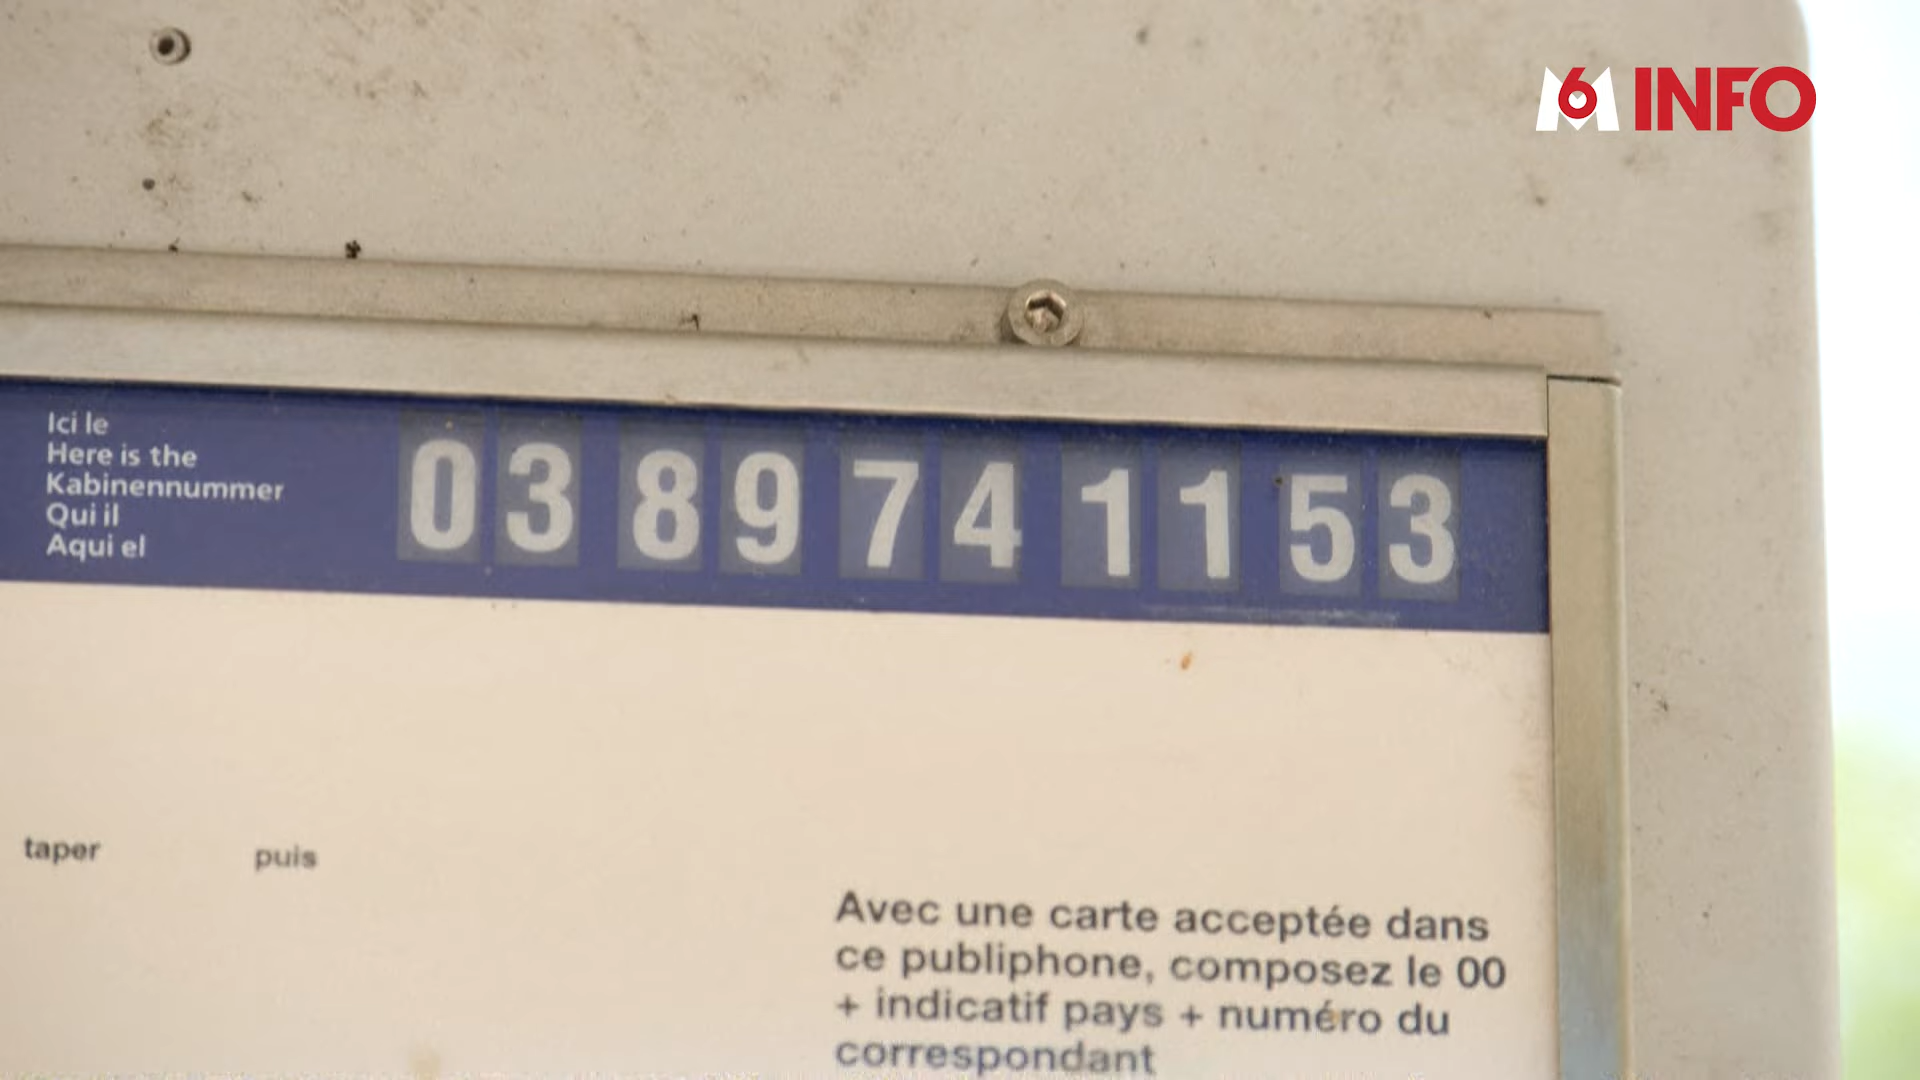 M6 INFO
Ici le
Here is the
Kabinennummer
Qui il
Aqui el
03 89 74 11 53
taper puis
Avec une carte acceptée dans
ce publiphone, composez le 00
+ indicatif pays + numéro du
correspondant